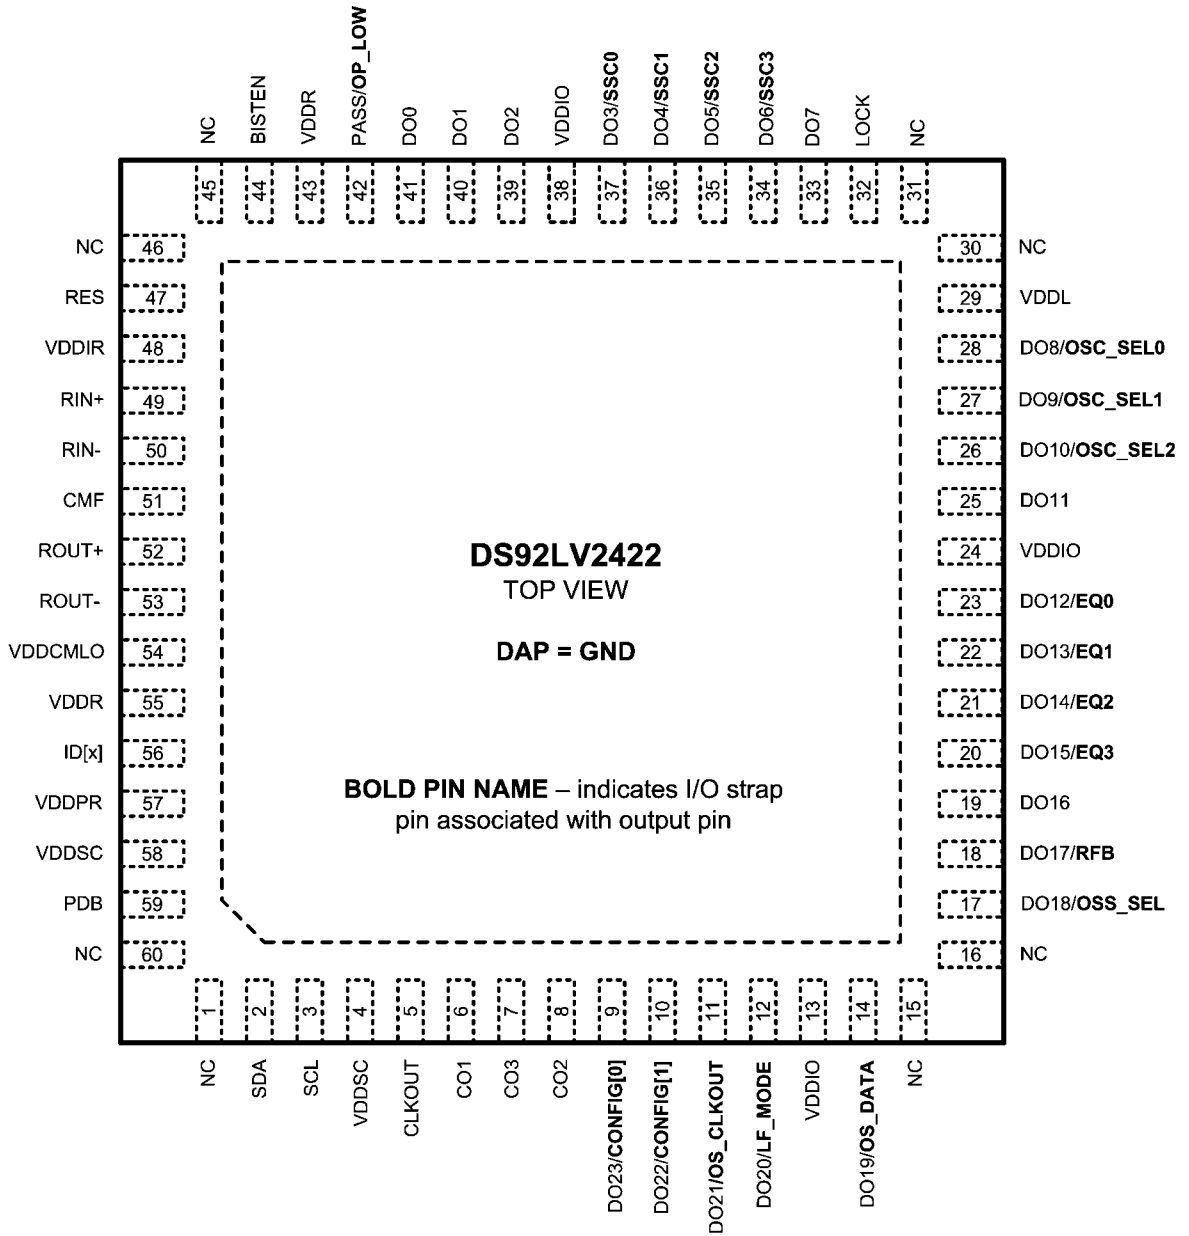 NC
BISTEN
VDDR
PASS/OP_LOW
DO0
DO1
DO2
VDDIO
DO3/SSC0
DO4/SSC1
DO5/SSC2
DO6/SSC3
DO7
LOCK
NC
45
44
43
42
41
40
39
38
37
36
35
34
33
32
31
NC 46
RES 47
VDDIR 48
RIN+ 49
RIN- 50
CMF 51
ROUT+ 52
ROUT- 53
VDDCMLO 54
VDDR 55
ID[x] 56
VDDPR 57
VDDSC 58
PDB 59
NC 60
DS92LV2422
TOP VIEW
DAP = GND
BOLD PIN NAME – indicates I/O strap
pin associated with output pin
30 NC
29 VDDL
28 DO8/OSC_SEL0
27 DO9/OSC_SEL1
26 DO10/OSC_SEL2
25 DO11
24 VDDIO
23 DO12/EQ0
22 DO13/EQ1
21 DO14/EQ2
20 DO15/EQ3
19 DO16
18 DO17/RFB
17 DO18/OSS_SEL
16 NC
1
2
3
4
5
6
7
8
9
10
11
12
13
14
15
NC
SDA
SCL
VDDSC
CLKOUT
CO1
CO3
CO2
DO23/CONFIG[0]
DO22/CONFIG[1]
DO21/OS_CLKOUT
DO20/LF_MODE
VDDIO
DO19/OS_DATA
NC